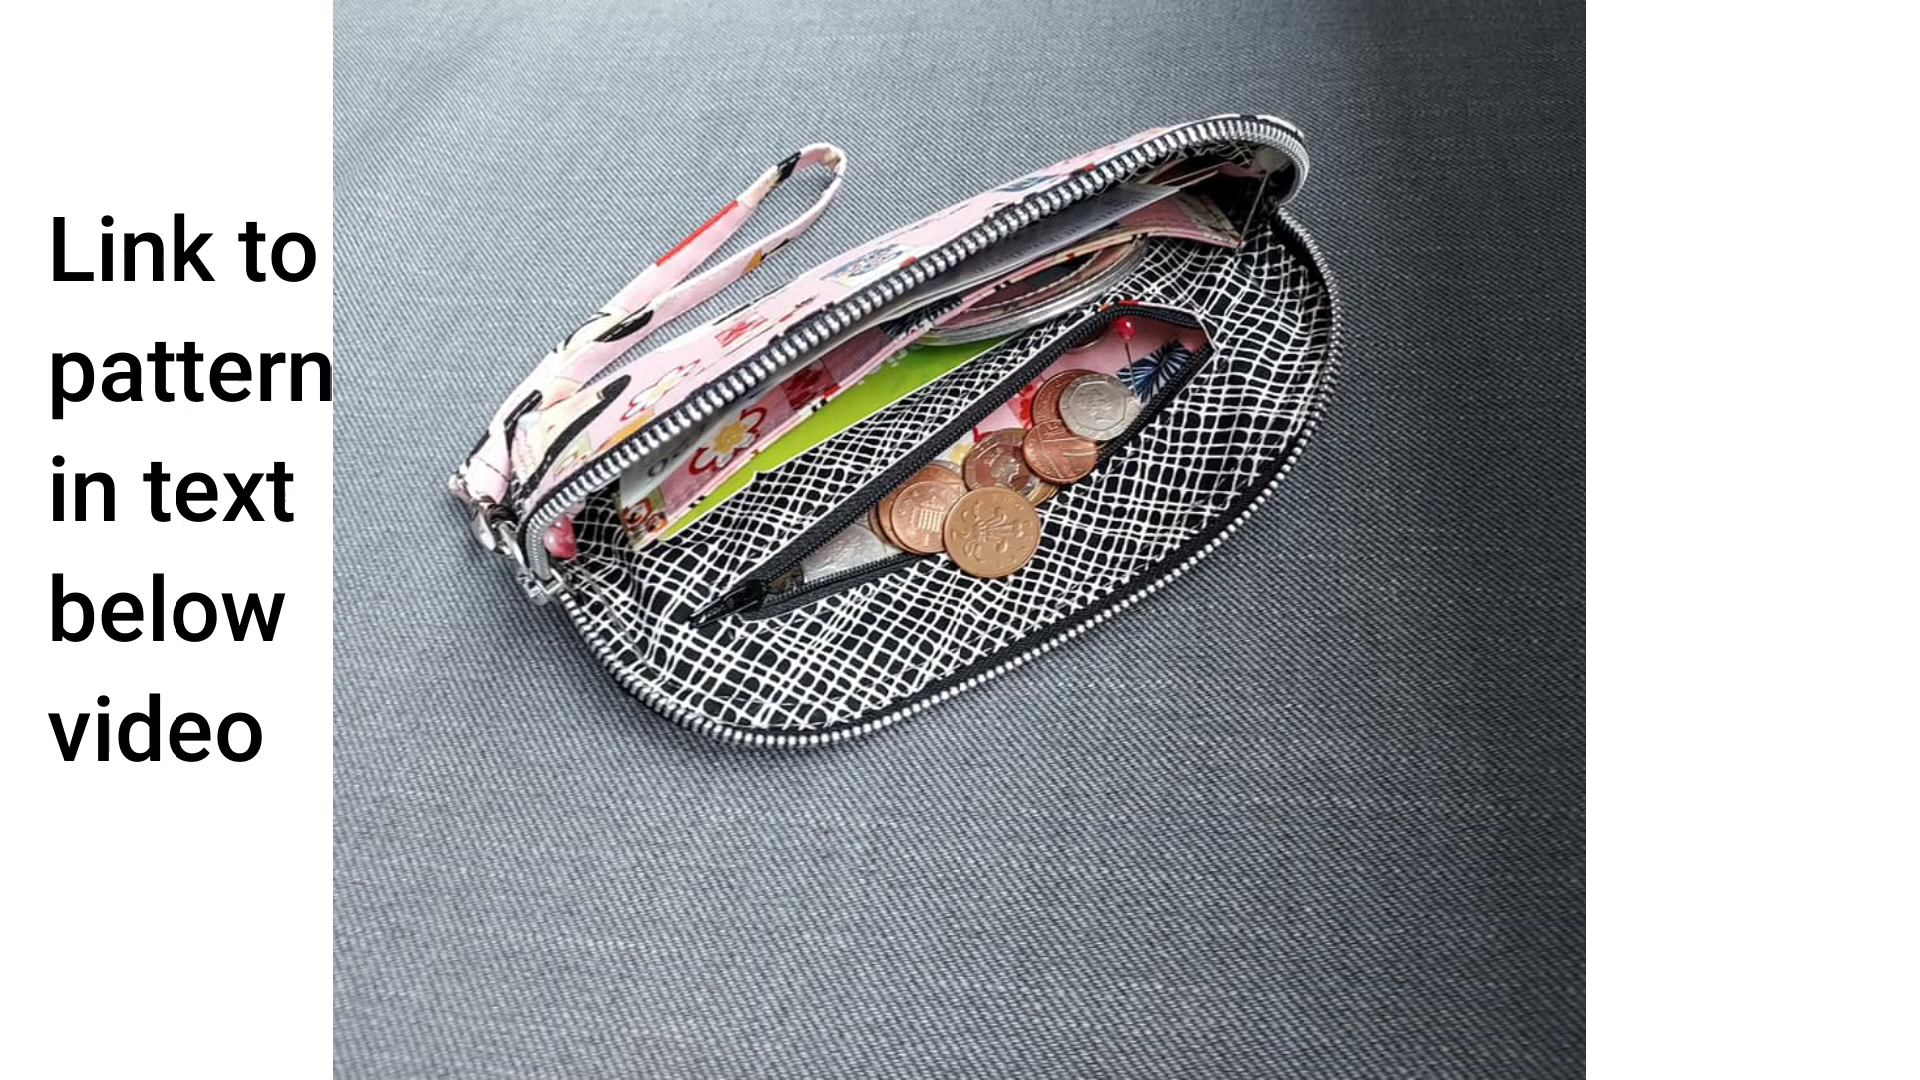 Link to
pattern
in text
below
video